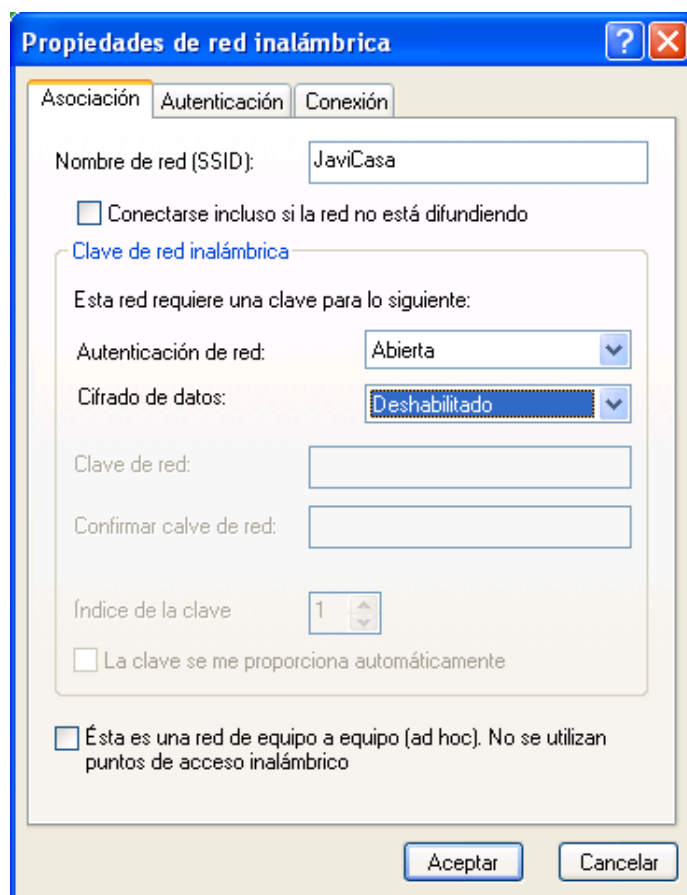 Propiedades de red inalámbrica
Asociación Autenticación Conexión
Nombre de red (SSID): JaviCasa
Conectarse incluso si la red no está difundiendo
Clave de red inalámbrica
Esta red requiere una clave para lo siguiente:
Autenticación de red: Abierta
Cifrado de datos: Deshabilitado
Clave de red:
Confirmar calve de red:
Índice de la clave 1
La clave se me proporciona automáticamente
Ésta es una red de equipo a equipo (ad hoc). No se utilizan
puntos de acceso inalámbrico
Aceptar Cancelar